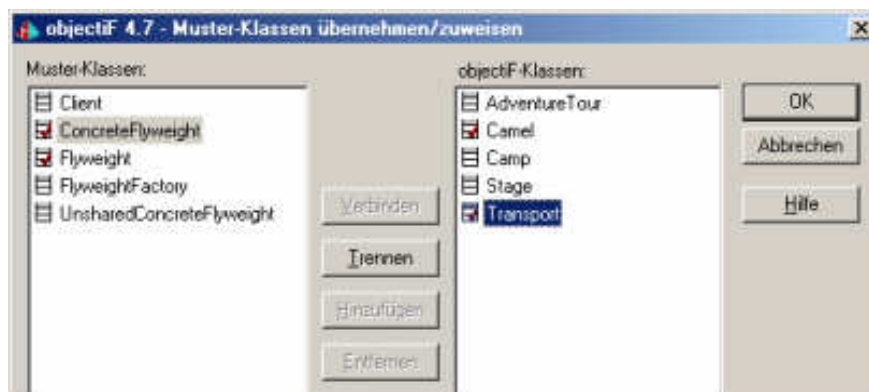 objectiF 4.7 - Muster-Klassen übernehmen/zuweisen
Muster-Klassen:
Client
ConcreteFlyweight
Flyweight
FlyweightFactory
UnsharedConcreteFlyweight
Verbinden
Trennen
Hinzufügen
Entfernen
objectiF-Klassen:
AdventureTour
Camel
Camp
Stage
Transport
OK
Abbrechen
Hilfe